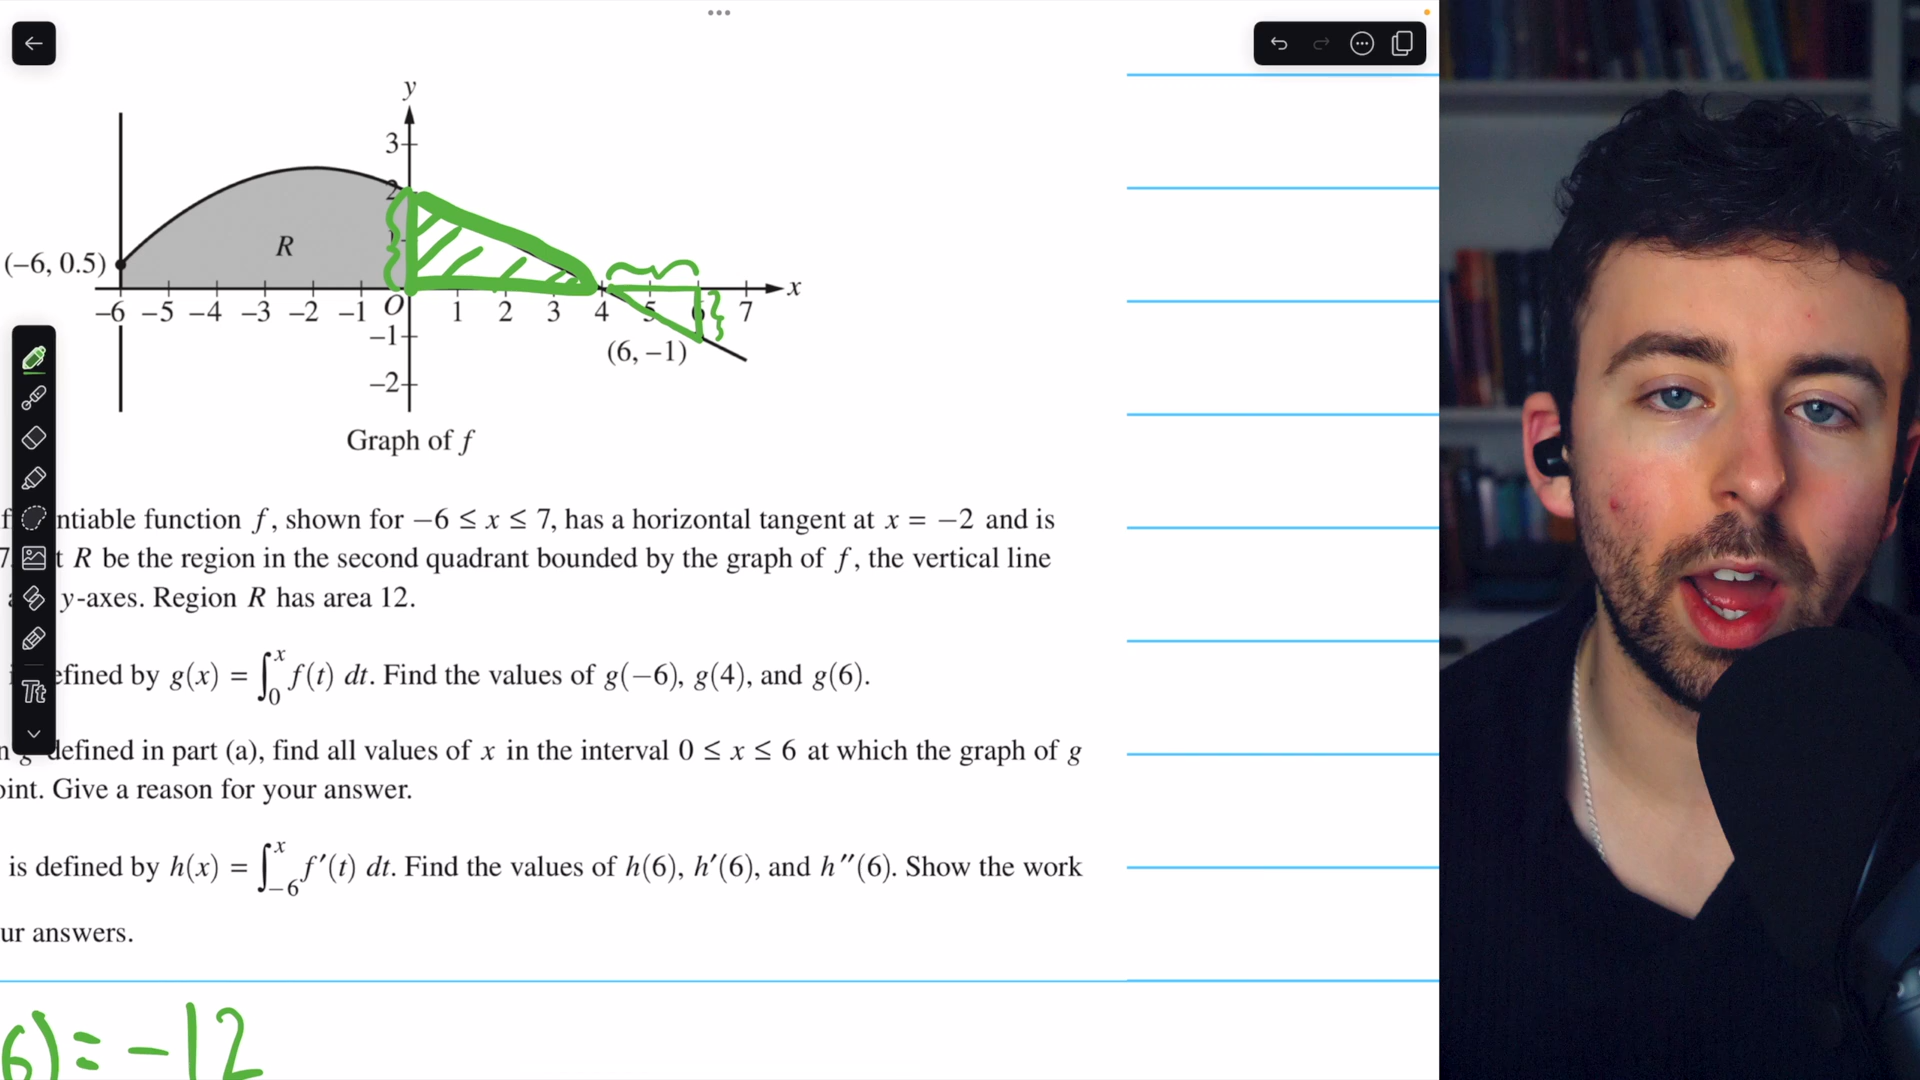 y
3
2
1
R
(−6, 0.5)
x
−6 −5 −4 −3 −2 −1 O 1 2 3 4 5 6 7
−1
(6, −1)
−2
Graph of f
ntiable function f, shown for −6 ≤ x ≤ 7, has a horizontal tangent at x = −2 and is
R be the region in the second quadrant bounded by the graph of f, the vertical line
y-axes. Region R has area 12.
efined by g(x) = ∫₀ˣ f(t) dt. Find the values of g(−6), g(4), and g(6).
defined in part (a), find all values of x in the interval 0 ≤ x ≤ 6 at which the graph of g
oint. Give a reason for your answer.
is defined by h(x) = ∫₋₆ˣ f′(t) dt. Find the values of h(6), h′(6), and h″(6). Show the work
ur answers.
6) = −12
Tt